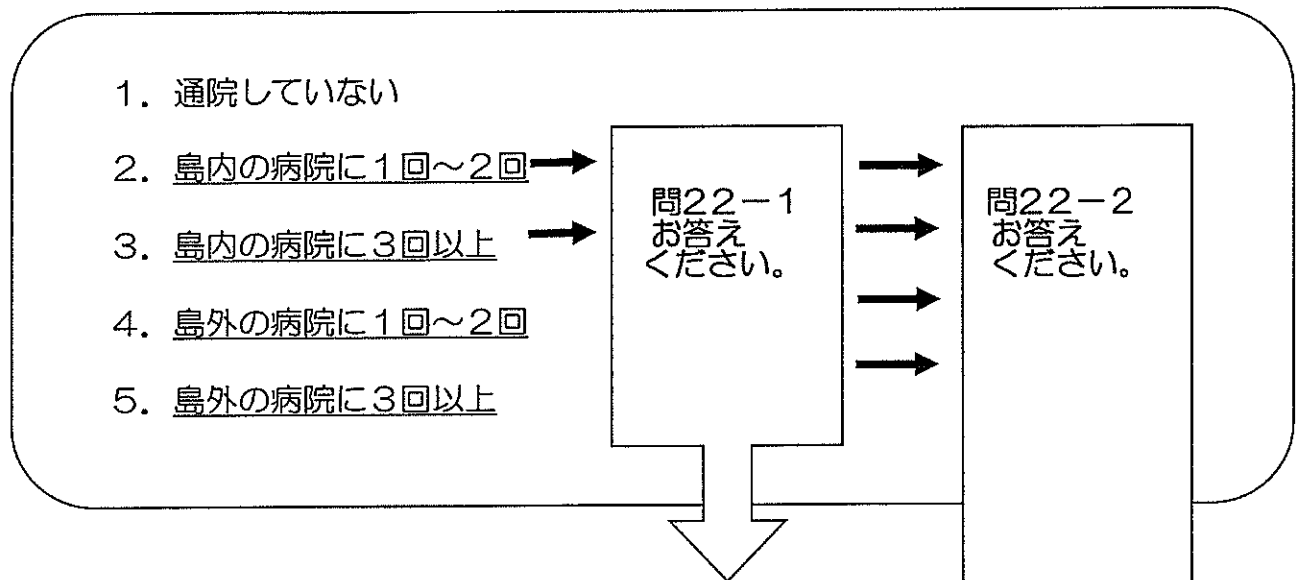 1．通院していない
2．島内の病院に1回～2回
3．島内の病院に3回以上
4．島外の病院に1回～2回
5．島外の病院に3回以上
問22－1
お答え
ください。
問22－2
お答え
ください。